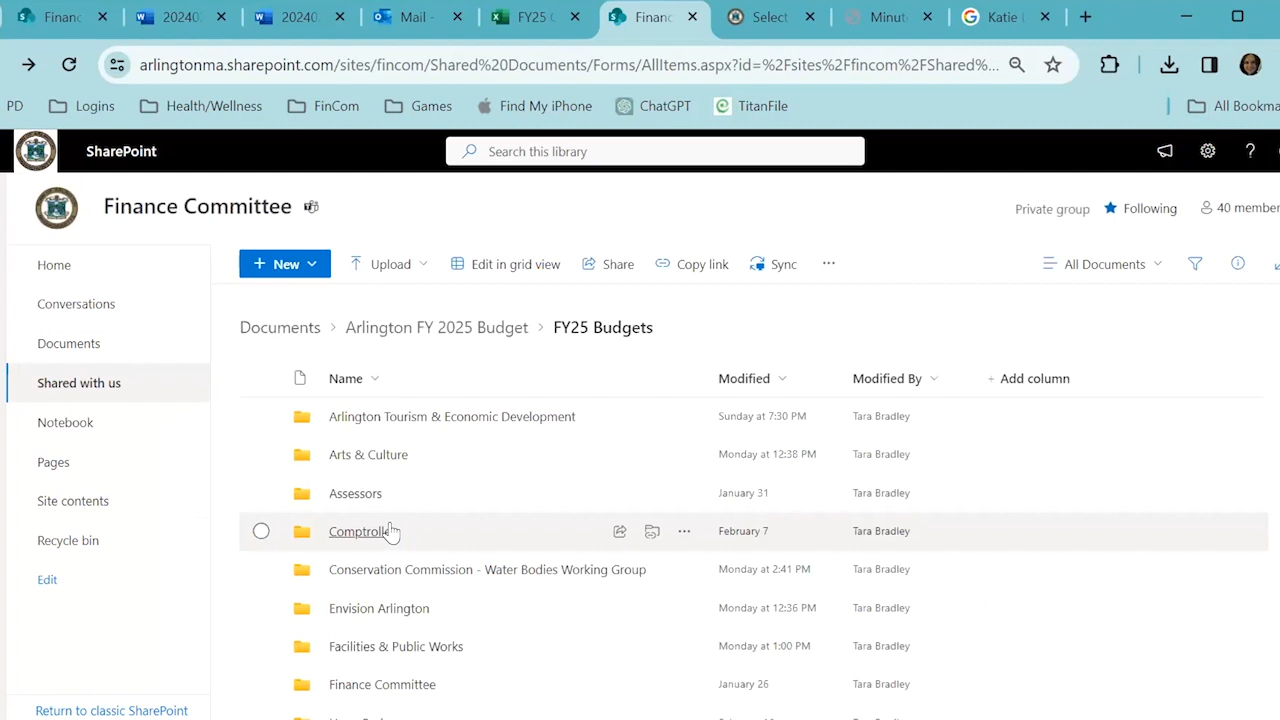 Financ
20240.
20240.
Mail -
FY25 C
Financ
Select
Minut
Katie
arlingtonma.sharepoint.com/sites/fincom/Shared%20Documents/Forms/AllItems.aspx?id=%2Fsites%2Ffincom%2FShared%...
PD Logins Health/Wellness FinCom Games Find My iPhone ChatGPT TitanFile All Bookma
SharePoint
Search this library
?
Finance Committee
Private group Following 40 member
Home
Conversations
Documents
Shared with us
Notebook
Pages
Site contents
Recycle bin
Edit
Return to classic SharePoint
+ New Upload Edit in grid view Share Copy link Sync ... All Documents
Documents > Arlington FY 2025 Budget > FY25 Budgets
Name Modified Modified By + Add column
Arlington Tourism & Economic Development Sunday at 7:30 PM Tara Bradley
Arts & Culture Monday at 12:38 PM Tara Bradley
Assessors January 31 Tara Bradley
Comptroll February 7 Tara Bradley
Conservation Commission - Water Bodies Working Group Monday at 2:41 PM Tara Bradley
Envision Arlington Monday at 12:36 PM Tara Bradley
Facilities & Public Works Monday at 1:00 PM Tara Bradley
Finance Committee January 26 Tara Bradley